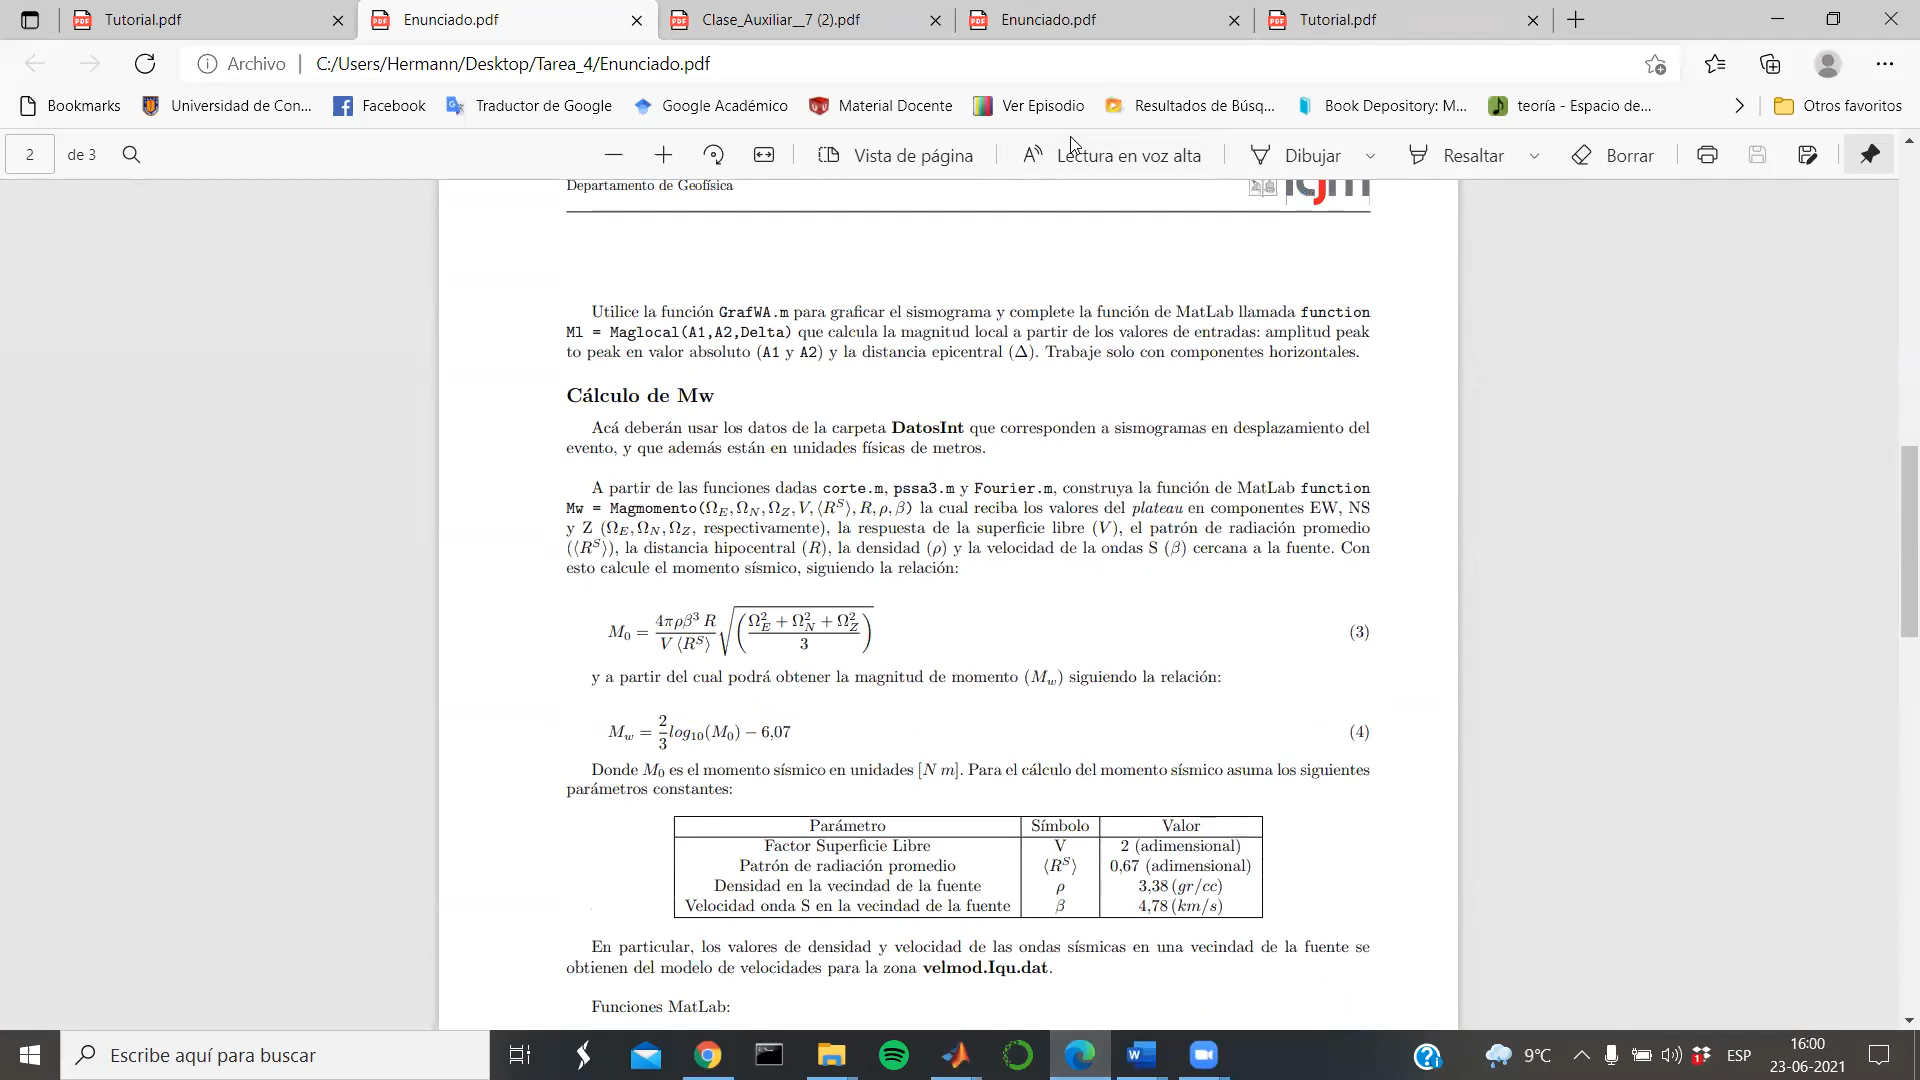 Tutorial.pdf
Enunciado.pdf
Clase_Auxiliar__7 (2).pdf
Enunciado.pdf
Tutorial.pdf
Archivo
C:/Users/Hermann/Desktop/Tarea_4/Enunciado.pdf
Bookmarks
Universidad de Con...
Facebook
Traductor de Google
Google Académico
Material Docente
Ver Episodio
Resultados de Búsq...
Book Depository: M...
teoría - Espacio de...
Otros favoritos
2
de 3
Vista de página
Lectura en voz alta
Dibujar
Resaltar
Borrar
Departamento de Geofísica
Utilice la función GrafWA.m para graficar el sismograma y complete la función de MatLab llamada function
Ml = Maglocal(A1,A2,Delta) que calcula la magnitud local a partir de los valores de entradas: amplitud peak
to peak en valor absoluto (A1 y A2) y la distancia epicentral (Δ). Trabaje solo con componentes horizontales.
Cálculo de Mw
Acá deberán usar los datos de la carpeta DatosInt que corresponden a sismogramas en desplazamiento del
evento, y que además están en unidades físicas de metros.
A partir de las funciones dadas corte.m, pssa3.m y Fourier.m, construya la función de MatLab function
Mw = Magmomento(Ω_E, Ω_N, Ω_Z, V, ⟨R^S⟩, R, ρ, β) la cual reciba los valores del plateau en componentes EW, NS
y Z (Ω_E, Ω_N, Ω_Z, respectivamente), la respuesta de la superficie libre (V), el patrón de radiación promedio
(⟨R^S⟩), la distancia hipocentral (R), la densidad (ρ) y la velocidad de la ondas S (β) cercana a la fuente. Con
esto calcule el momento sísmico, siguiendo la relación:
M_0 = \frac{4πρβ^3 R}{V ⟨R^S⟩} \sqrt{\left(\frac{Ω_E^2 + Ω_N^2 + Ω_Z^2}{3}\right)} (3)
y a partir del cual podrá obtener la magnitud de momento (M_w) siguiendo la relación:
M_w = \frac{2}{3} log_{10}(M_0) − 6,07 (4)
Donde M_0 es el momento sísmico en unidades [N m]. Para el cálculo del momento sísmico asuma los siguientes
parámetros constantes:
Parámetro Símbolo Valor
Factor Superficie Libre V 2 (adimensional)
Patrón de radiación promedio ⟨R^S⟩ 0,67 (adimensional)
Densidad en la vecindad de la fuente ρ 3,38 (gr/cc)
Velocidad onda S en la vecindad de la fuente β 4,78 (km/s)
En particular, los valores de densidad y velocidad de las ondas sísmicas en una vecindad de la fuente se
obtienen del modelo de velocidades para la zona velmod.Iqu.dat.
Funciones MatLab:
Escribe aquí para buscar
9°C
ESP
16:00
23-06-2021